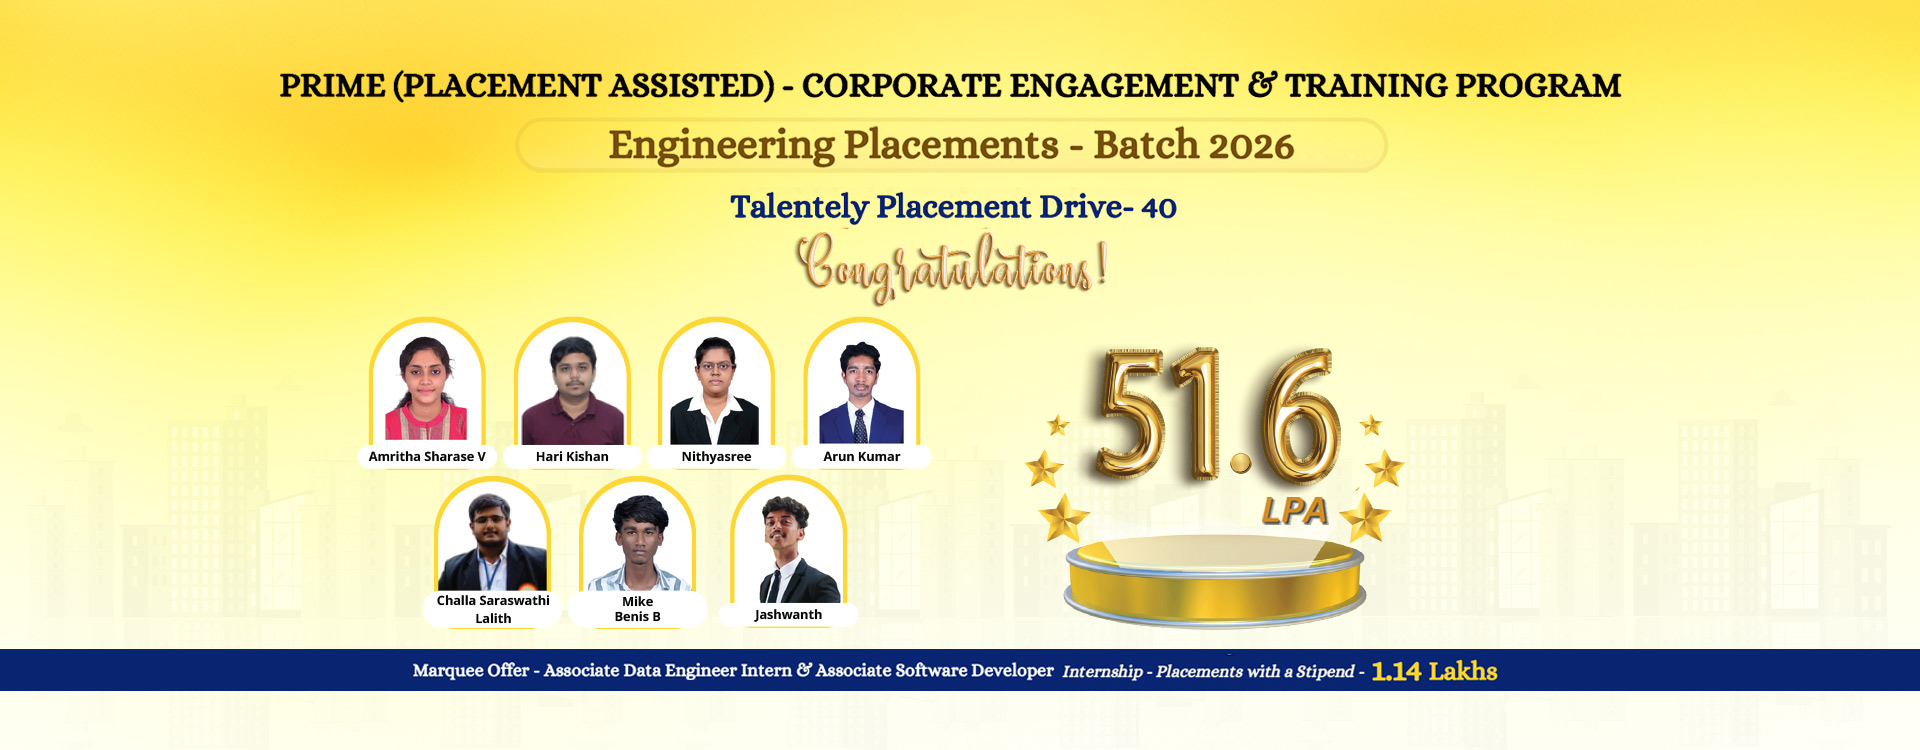 PRIME (PLACEMENT ASSISTED) - CORPORATE ENGAGEMENT & TRAINING PROGRAM
Engineering Placements - Batch 2026
Talentely Placement Drive- 40
Congratulations!
Amritha Sharase V
Hari Kishan
Nithyasree
Arun Kumar
Challa Saraswathi
Lalith
Mike
Benis B
Jashwanth
51.6
LPA
Marquee Offer - Associate Data Engineer Intern & Associate Software Developer Internship - Placements with a Stipend - 1.14 Lakhs